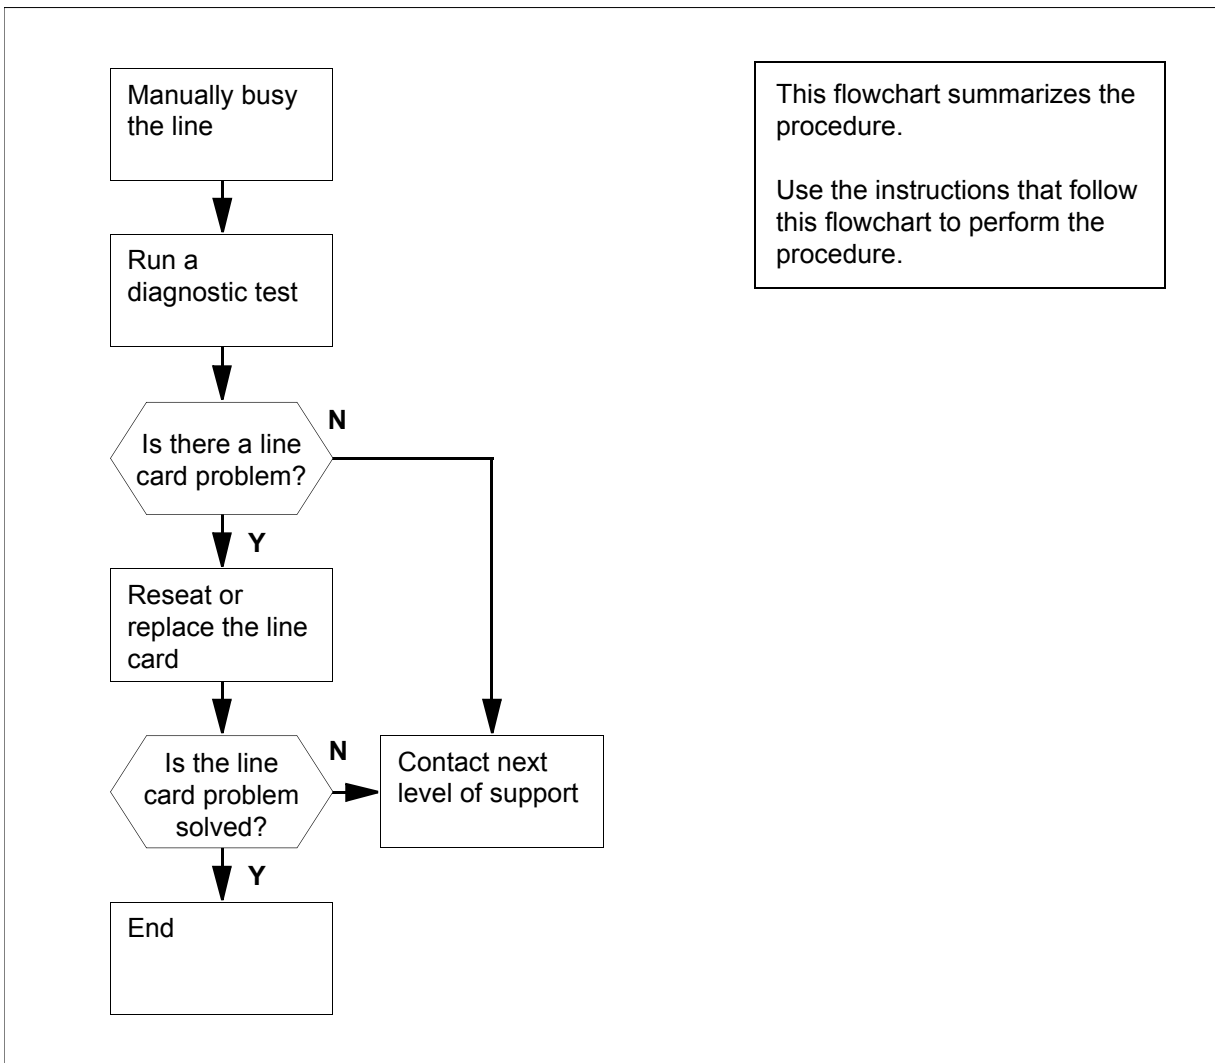 Manually busy
the line
This flowchart summarizes the
procedure.
Use the instructions that follow
this flowchart to perform the
procedure.
Run a
diagnostic test
Is there a line
card problem?
N
Y
Reseat or
replace the line
card
Is the line
card problem
solved?
N
Contact next
level of support
Y
End